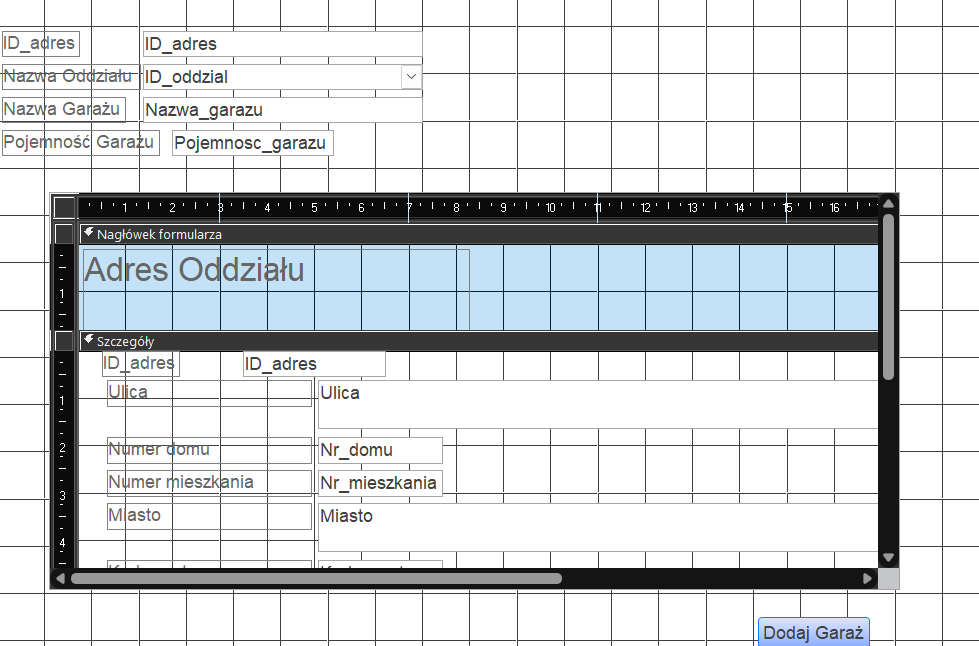 ID_adres ID_adres
Nazwa Oddziału ID_oddzial
Nazwa Garażu Nazwa_garazu
Pojemność Garażu Pojemnosc_garazu
1 2 3 4 5 6 7 8 9 10 11 12 13 14 15 16
Nagłówek formularza
Adres Oddziału
1
Szczegóły
ID_adres ID_adres
Ulica Ulica
1
Numer domu Nr_domu
2
Numer mieszkania Nr_mieszkania
3
Miasto Miasto
4
Dodaj Garaż